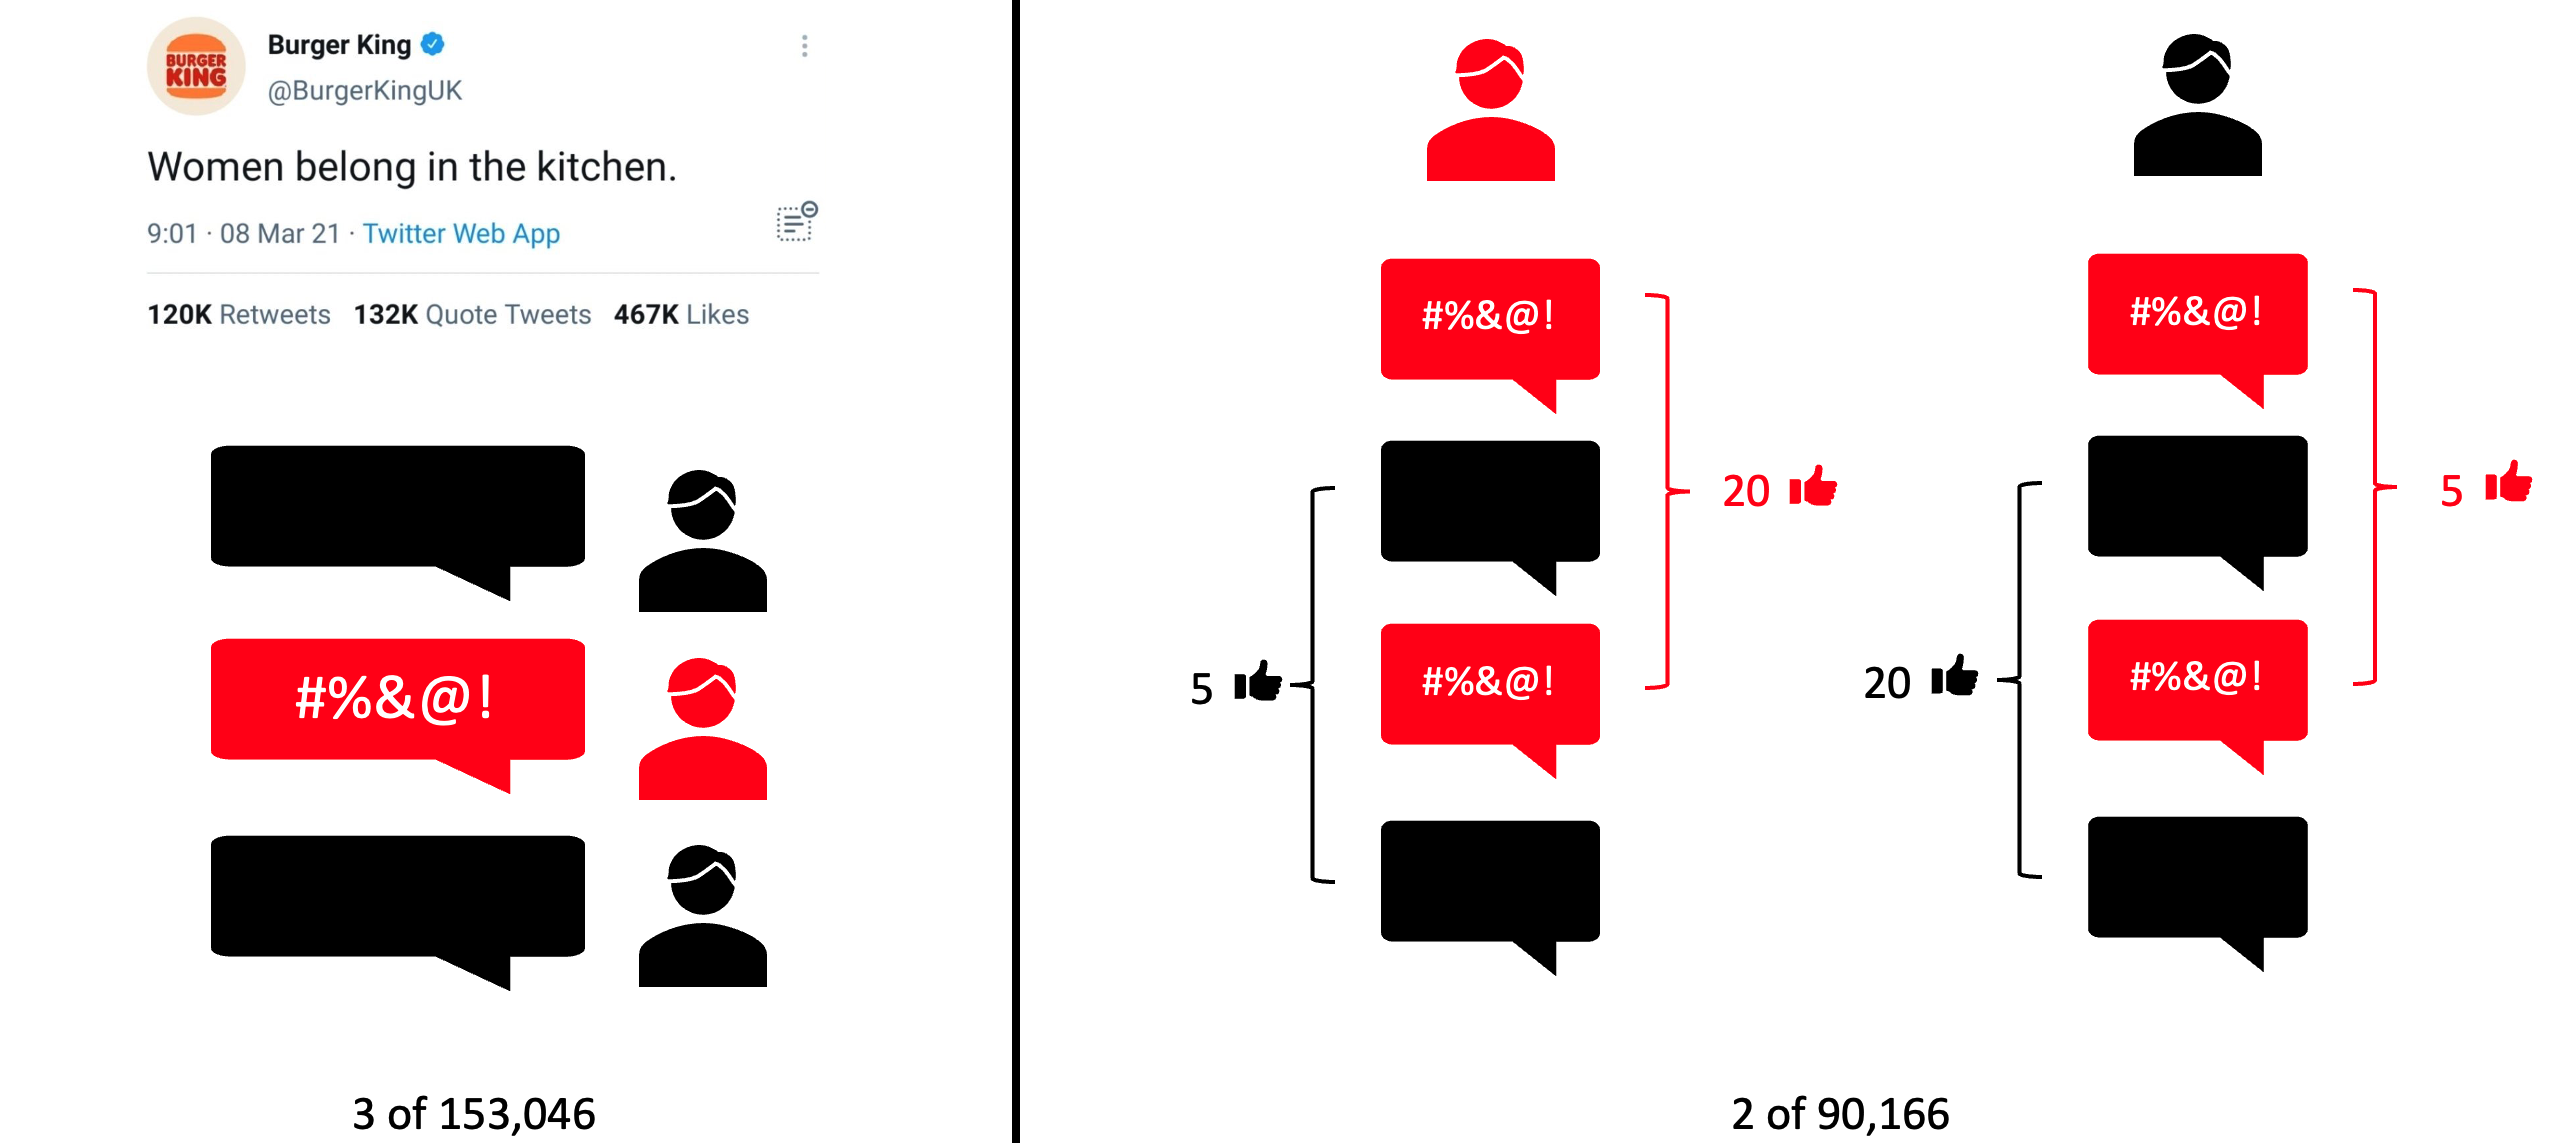 BURGER
KING
Burger King
@BurgerKingUK
Women belong in the kitchen.
9:01 · 08 Mar 21 · Twitter Web App
120K Retweets 132K Quote Tweets 467K Likes
#%&@!
3 of 153,046
#%&@!
20
#%&@!
5
#%&@!
5
#%&@!
20
2 of 90,166